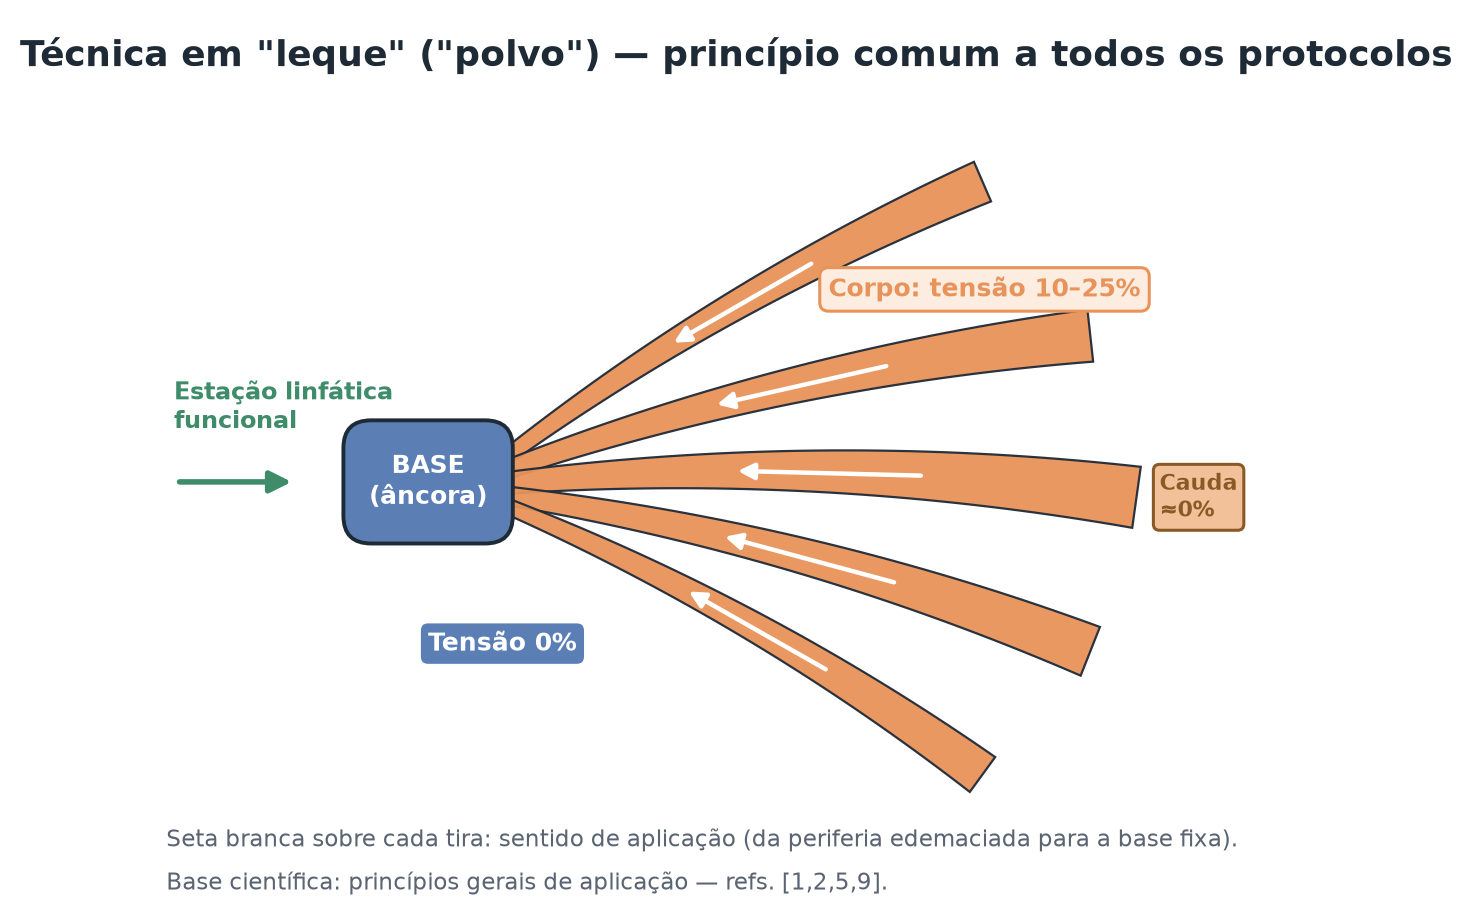 Técnica em "leque" ("polvo") — princípio comum a todos os protocolos
Corpo: tensão 10–25%
Estação linfática
funcional
BASE
(âncora)
Cauda
≈0%
Tensão 0%
Seta branca sobre cada tira: sentido de aplicação (da periferia edemaciada para a base fixa).
Base científica: princípios gerais de aplicação — refs. [1,2,5,9].